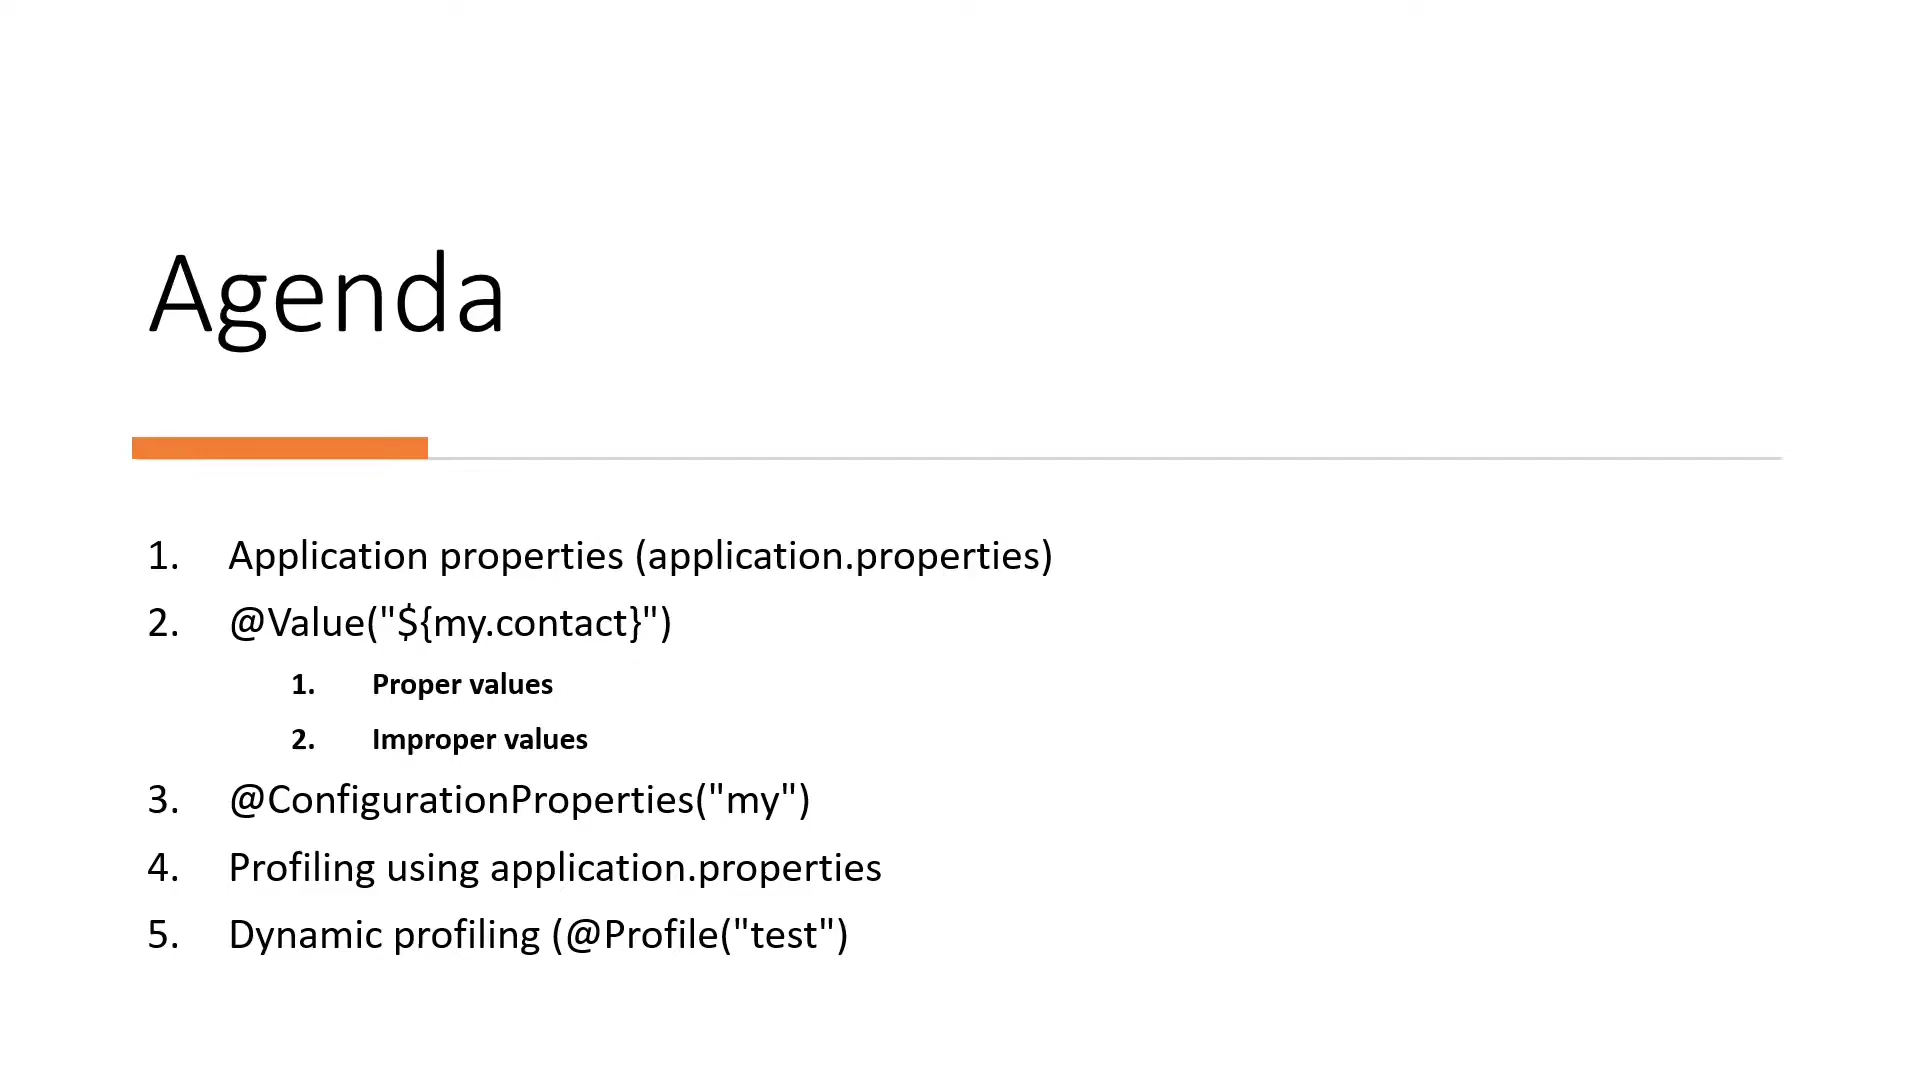 Agenda
1. Application properties (application.properties)
2. @Value("${my.contact}")
1. Proper values
2. Improper values
3. @ConfigurationProperties("my")
4. Profiling using application.properties
5. Dynamic profiling (@Profile("test")